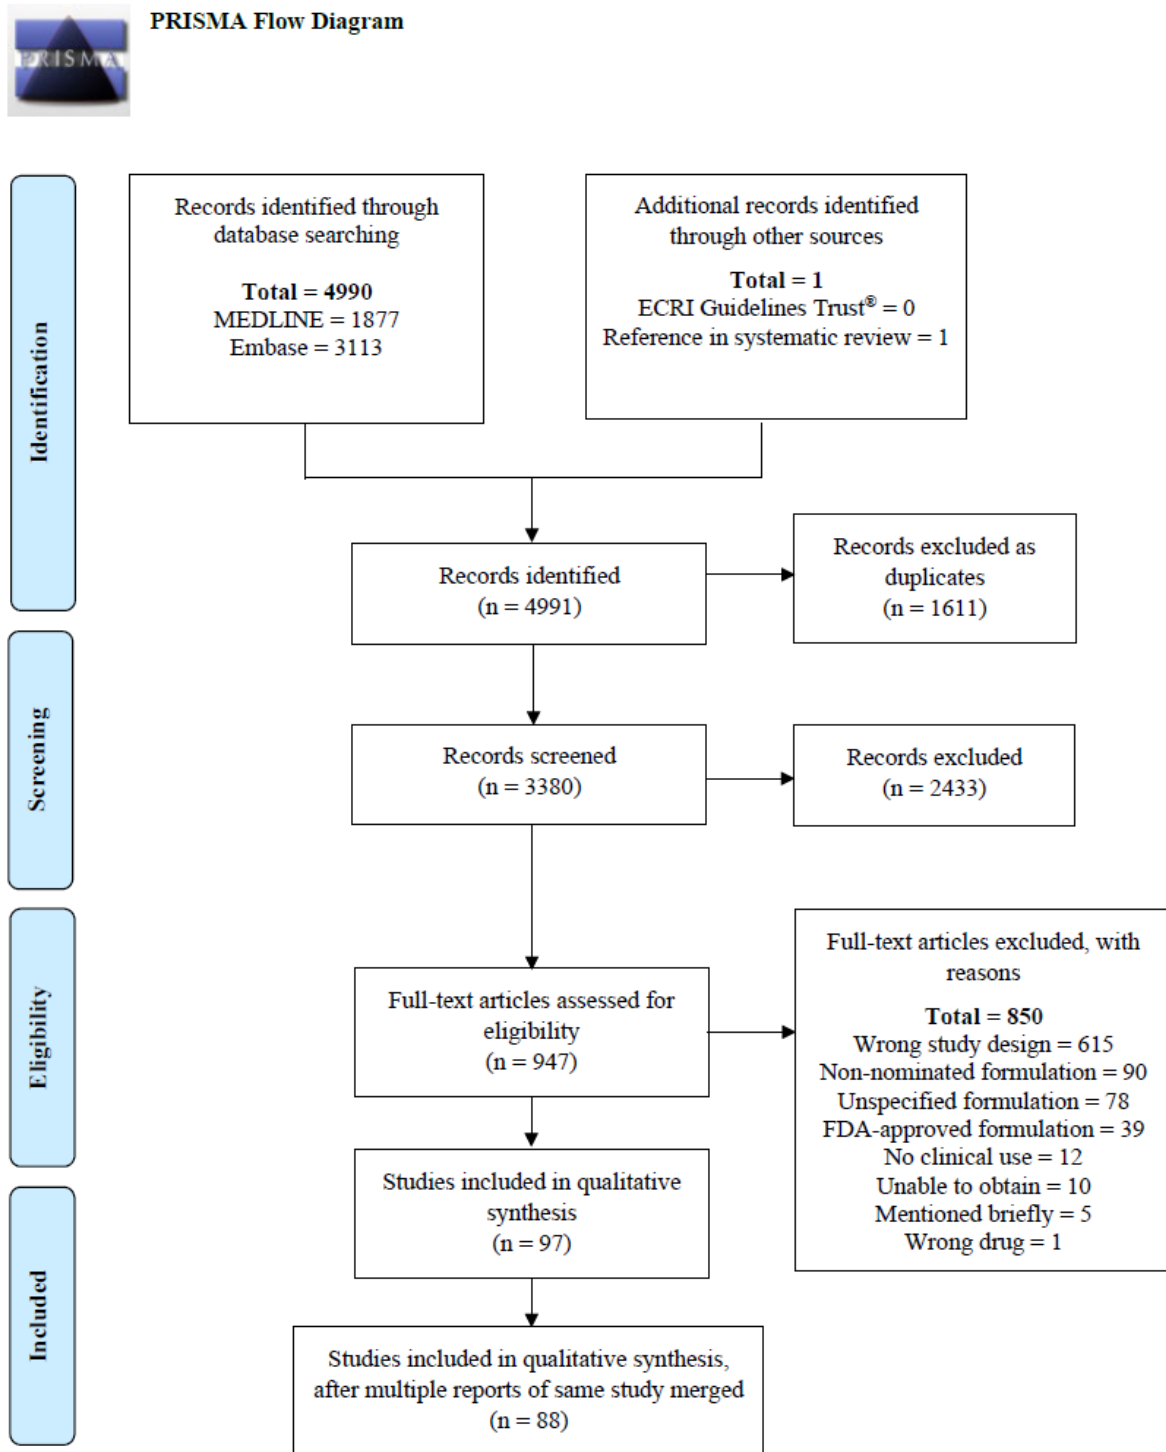 PRISMA
PRISMA Flow Diagram
Identification
Records identified through
database searching
Total = 4990
MEDLINE = 1877
Embase = 3113
Additional records identified
through other sources
Total = 1
ECRI Guidelines Trust® = 0
Reference in systematic review = 1
Records identified
(n = 4991)
Records excluded as
duplicates
(n = 1611)
Screening
Records screened
(n = 3380)
Records excluded
(n = 2433)
Eligibility
Full-text articles assessed for
eligibility
(n = 947)
Full-text articles excluded, with
reasons
Total = 850
Wrong study design = 615
Non-nominated formulation = 90
Unspecified formulation = 78
FDA-approved formulation = 39
No clinical use = 12
Unable to obtain = 10
Mentioned briefly = 5
Wrong drug = 1
Studies included in qualitative
synthesis
(n = 97)
Included
Studies included in qualitative synthesis,
after multiple reports of same study merged
(n = 88)